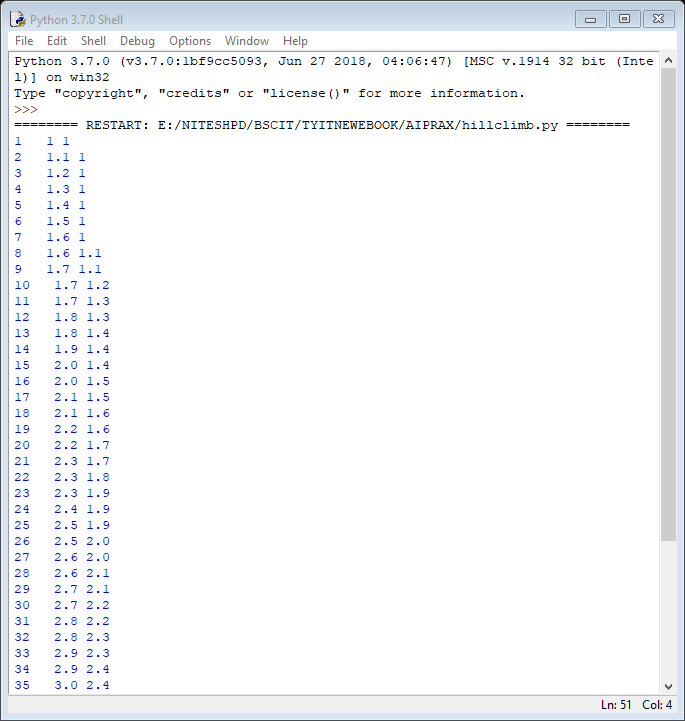 Python 3.7.0 Shell
File Edit Shell Debug Options Window Help
Python 3.7.0 (v3.7.0:1bf9cc5093, Jun 27 2018, 04:06:47) [MSC v.1914 32 bit (Inte
l)] on win32
Type "copyright", "credits" or "license()" for more information.
>>>
======== RESTART: E:/NITESHPD/BSCIT/TYITNEWEBOOK/AIPRAX/hillclimb.py ========
1   1 1
2   1.1 1
3   1.2 1
4   1.3 1
5   1.4 1
6   1.5 1
7   1.6 1
8   1.6 1.1
9   1.7 1.1
10   1.7 1.2
11   1.7 1.3
12   1.8 1.3
13   1.8 1.4
14   1.9 1.4
15   2.0 1.4
16   2.0 1.5
17   2.1 1.5
18   2.1 1.6
19   2.2 1.6
20   2.2 1.7
21   2.3 1.7
22   2.3 1.8
23   2.3 1.9
24   2.4 1.9
25   2.5 1.9
26   2.5 2.0
27   2.6 2.0
28   2.6 2.1
29   2.7 2.1
30   2.7 2.2
31   2.8 2.2
32   2.8 2.3
33   2.9 2.3
34   2.9 2.4
35   3.0 2.4
Ln: 51 Col: 4